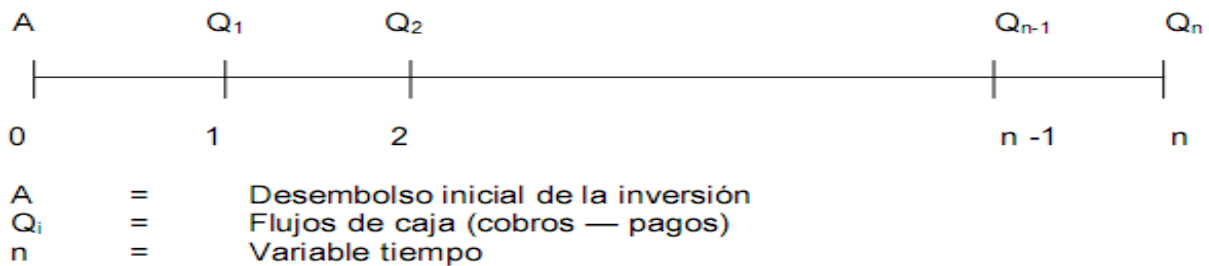 A Q₁ Q₂ Qₙ₋₁ Qₙ
0 1 2 n -1 n
A = Desembolso inicial de la inversión
Qᵢ = Flujos de caja (cobros — pagos)
n = Variable tiempo